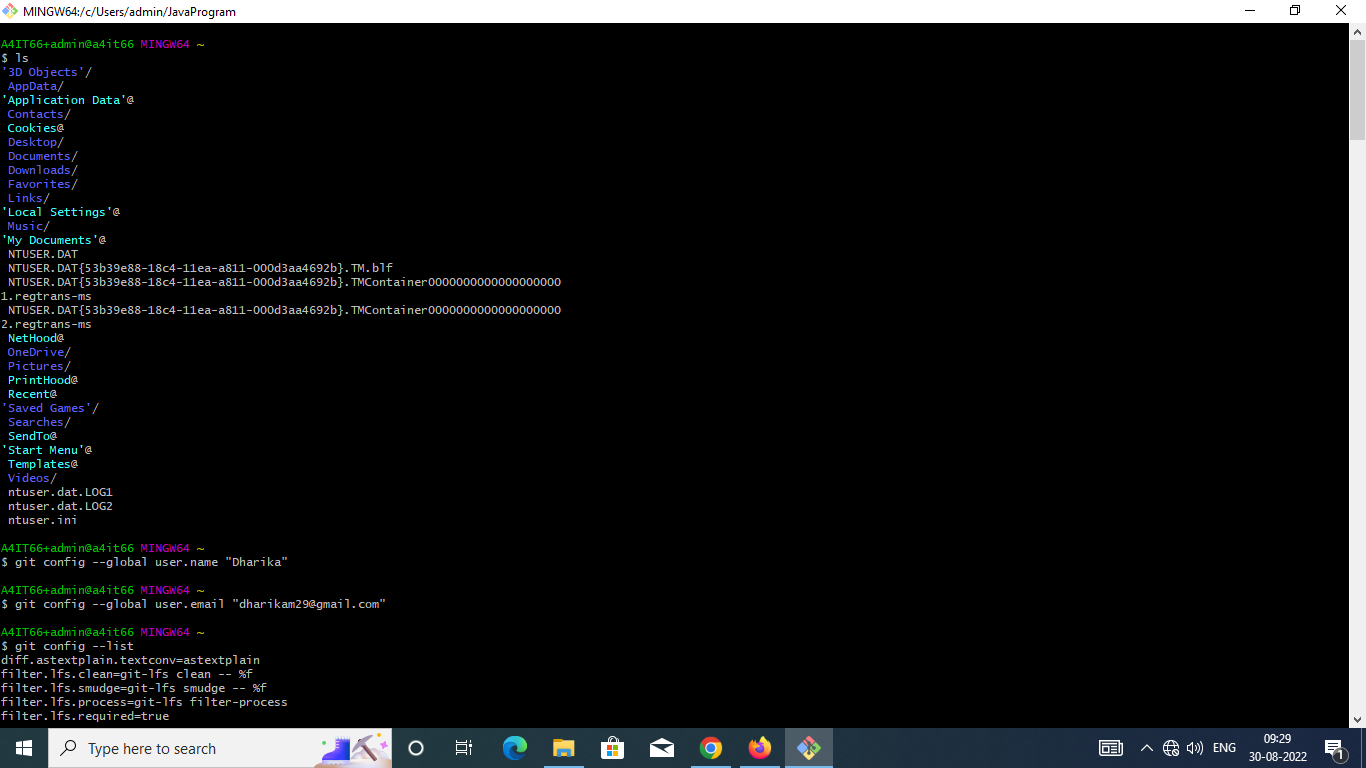 MINGW64:/c/Users/admin/JavaProgram
A4IT66+admin@a4it66 MINGW64 ~
$ ls
'3D Objects'/
AppData/
'Application Data'@
Contacts/
Cookies@
Desktop/
Documents/
Downloads/
Favorites/
Links/
'Local Settings'@
Music/
'My Documents'@
NTUSER.DAT
NTUSER.DAT{53b39e88-18c4-11ea-a811-000d3aa4692b}.TM.blf
NTUSER.DAT{53b39e88-18c4-11ea-a811-000d3aa4692b}.TMContainer0000000000000000000
1.regtrans-ms
NTUSER.DAT{53b39e88-18c4-11ea-a811-000d3aa4692b}.TMContainer0000000000000000000
2.regtrans-ms
NetHood@
OneDrive/
Pictures/
PrintHood@
Recent@
'Saved Games'/
Searches/
SendTo@
'Start Menu'@
Templates@
Videos/
ntuser.dat.LOG1
ntuser.dat.LOG2
ntuser.ini
A4IT66+admin@a4it66 MINGW64 ~
$ git config --global user.name "Dharika"
A4IT66+admin@a4it66 MINGW64 ~
$ git config --global user.email "dharikam29@gmail.com"
A4IT66+admin@a4it66 MINGW64 ~
$ git config --list
diff.astextplain.textconv=astextplain
filter.lfs.clean=git-lfs clean -- %f
filter.lfs.smudge=git-lfs smudge -- %f
filter.lfs.process=git-lfs filter-process
filter.lfs.required=true
Type here to search
ENG
09:29
30-08-2022
1